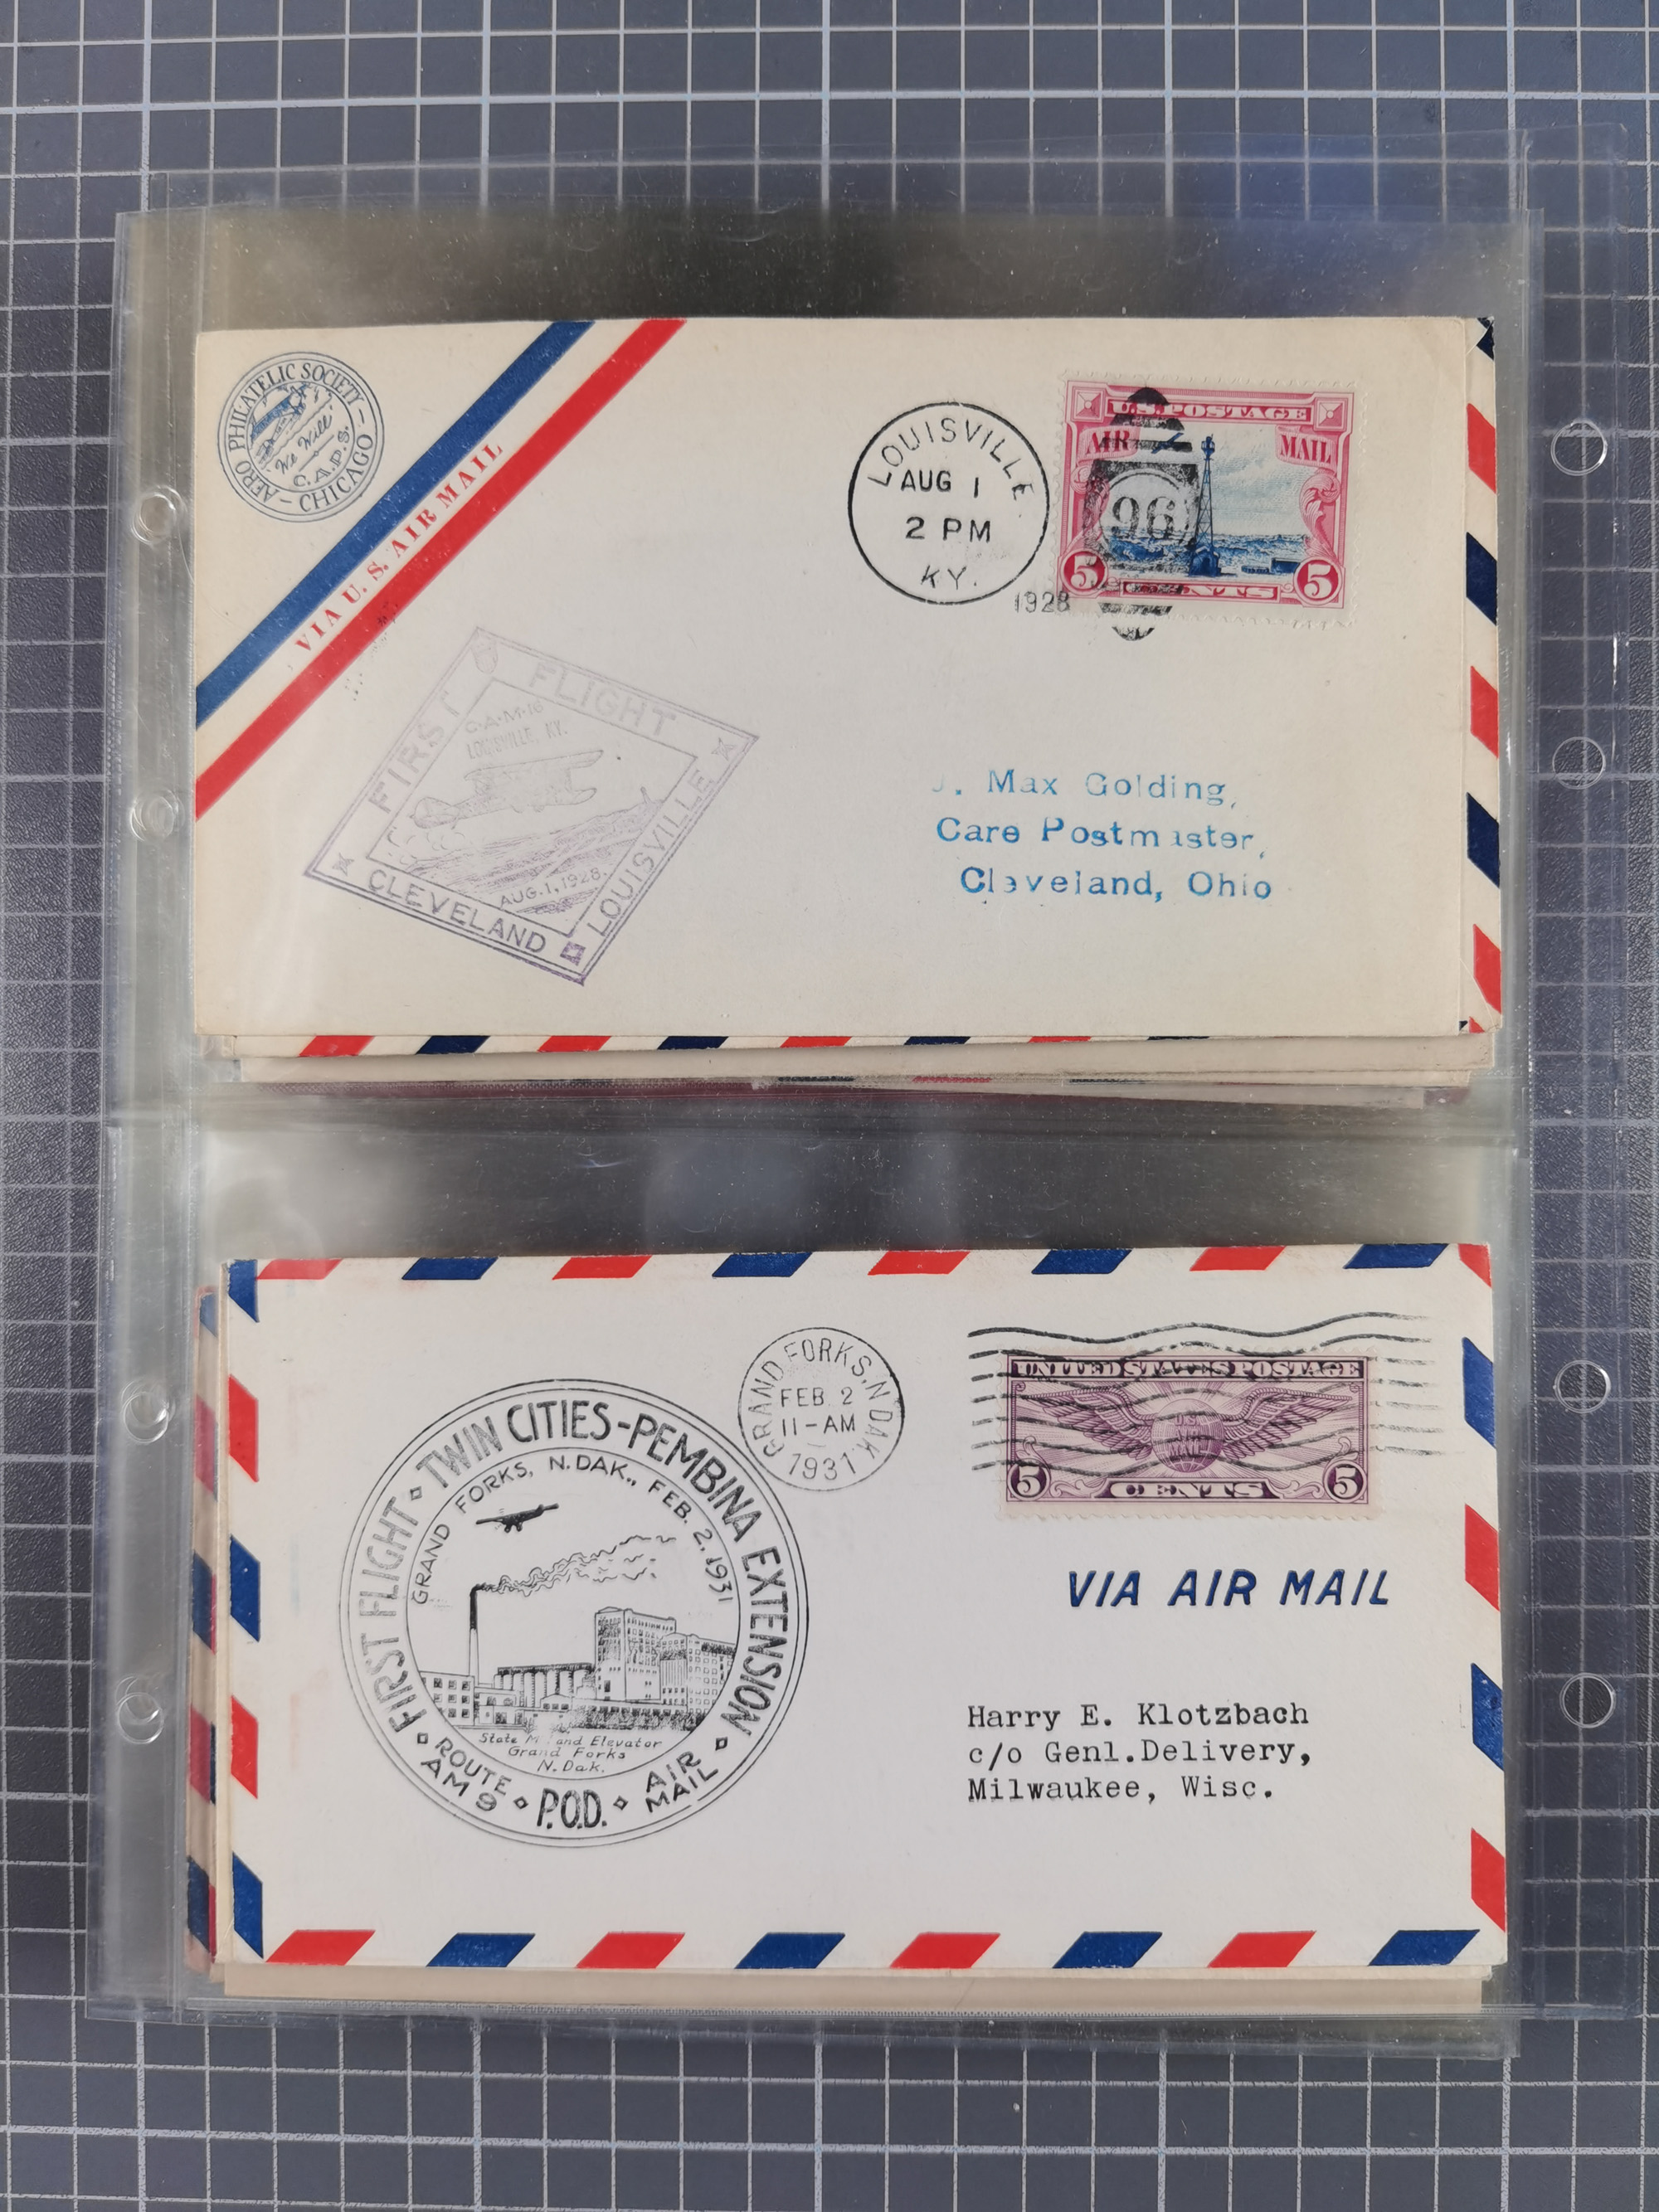 AERO PHILATELIC SOCIETY
"We Will"
C.A.P.S.
CHICAGO
VIA U.S. AIR MAIL
LOUISVILLE
AUG 1
2 PM
KY.
1928
U.S. POSTAGE
AIR MAIL
96
5 CENTS 5
FIRST FLIGHT
C·A·M·16
LOUISVILLE, KY.
AUG. 1, 1928.
CLEVELAND LOUISVILLE
J. Max Golding,
Care Postmaster,
Cleveland, Ohio
GRAND FORKS, N.DAK.
FEB. 2
11-AM
1931
UNITED STATES POSTAGE
U.S.
AIR
MAIL
5 CENTS 5
FIRST FLIGHT TWIN CITIES-PEMBINA EXTENSION
GRAND FORKS, N.DAK., FEB. 2, 1931
State Mill and Elevator
Grand Forks
N.Dak.
ROUTE AM 9 P.O.D. AIR MAIL
VIA AIR MAIL
Harry E. Klotzbach
c/o Genl.Delivery,
Milwaukee, Wisc.